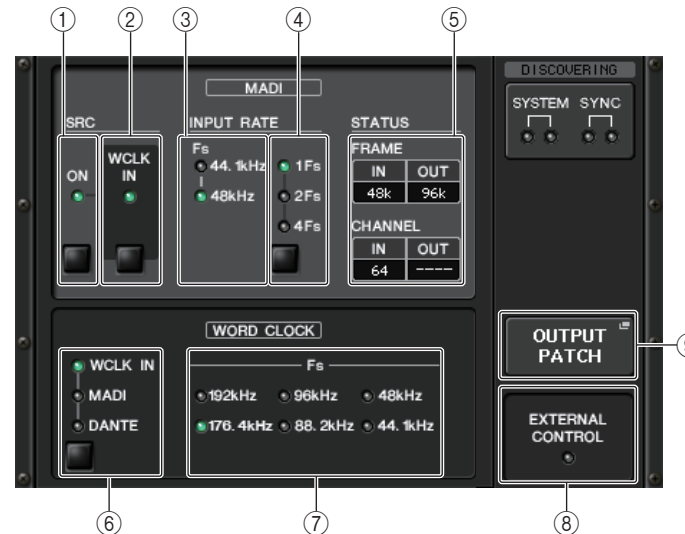 ① ② ③ ④ ⑤
DISCOVERING
MADI
SYSTEM SYNC
SRC
INPUT RATE
STATUS
ON
WCLK IN
Fs
44.1kHz
48kHz
1Fs
2Fs
4Fs
FRAME
IN OUT
48k 96k
CHANNEL
IN OUT
64 ----
WORD CLOCK
WCLK IN
MADI
DANTE
Fs
192kHz 96kHz 48kHz
176.4kHz 88.2kHz 44.1kHz
OUTPUT
PATCH
EXTERNAL
CONTROL
⑥ ⑦ ⑧